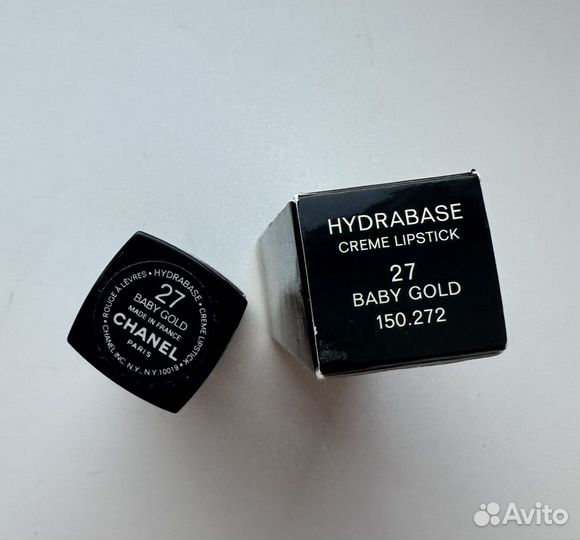 • ROUGE À LÈVRES • HYDRABASE • CREME LIPSTICK •
27
BABY GOLD
MADE IN FRANCE
CHANEL
PARIS
CHANEL INC. N.Y., N.Y. 10019
HYDRABASE
CREME LIPSTICK
27
BABY GOLD
150.272
Avito